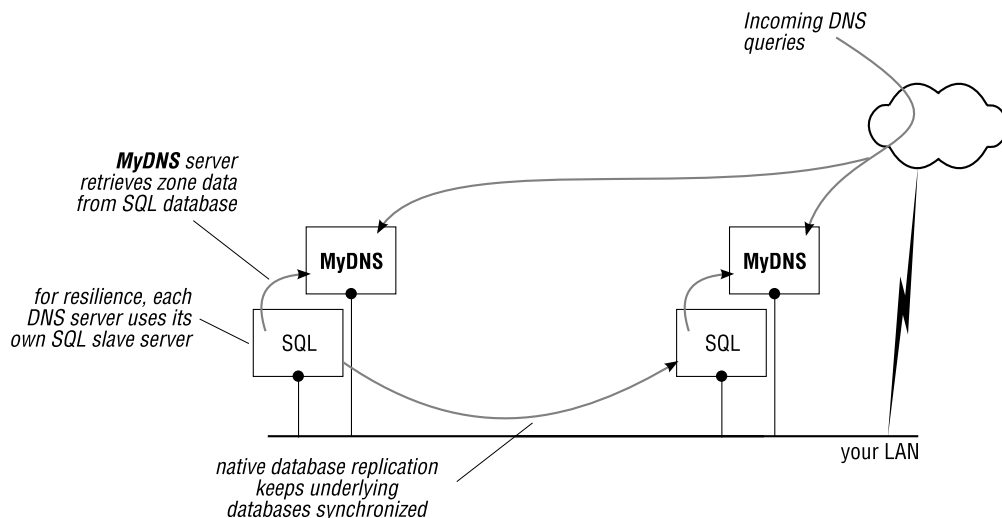 Incoming DNS
queries
MyDNS server
retrieves zone data
from SQL database
MyDNS
MyDNS
for resilience, each
DNS server uses its
own SQL slave server
SQL
SQL
your LAN
native database replication
keeps underlying
databases synchronized